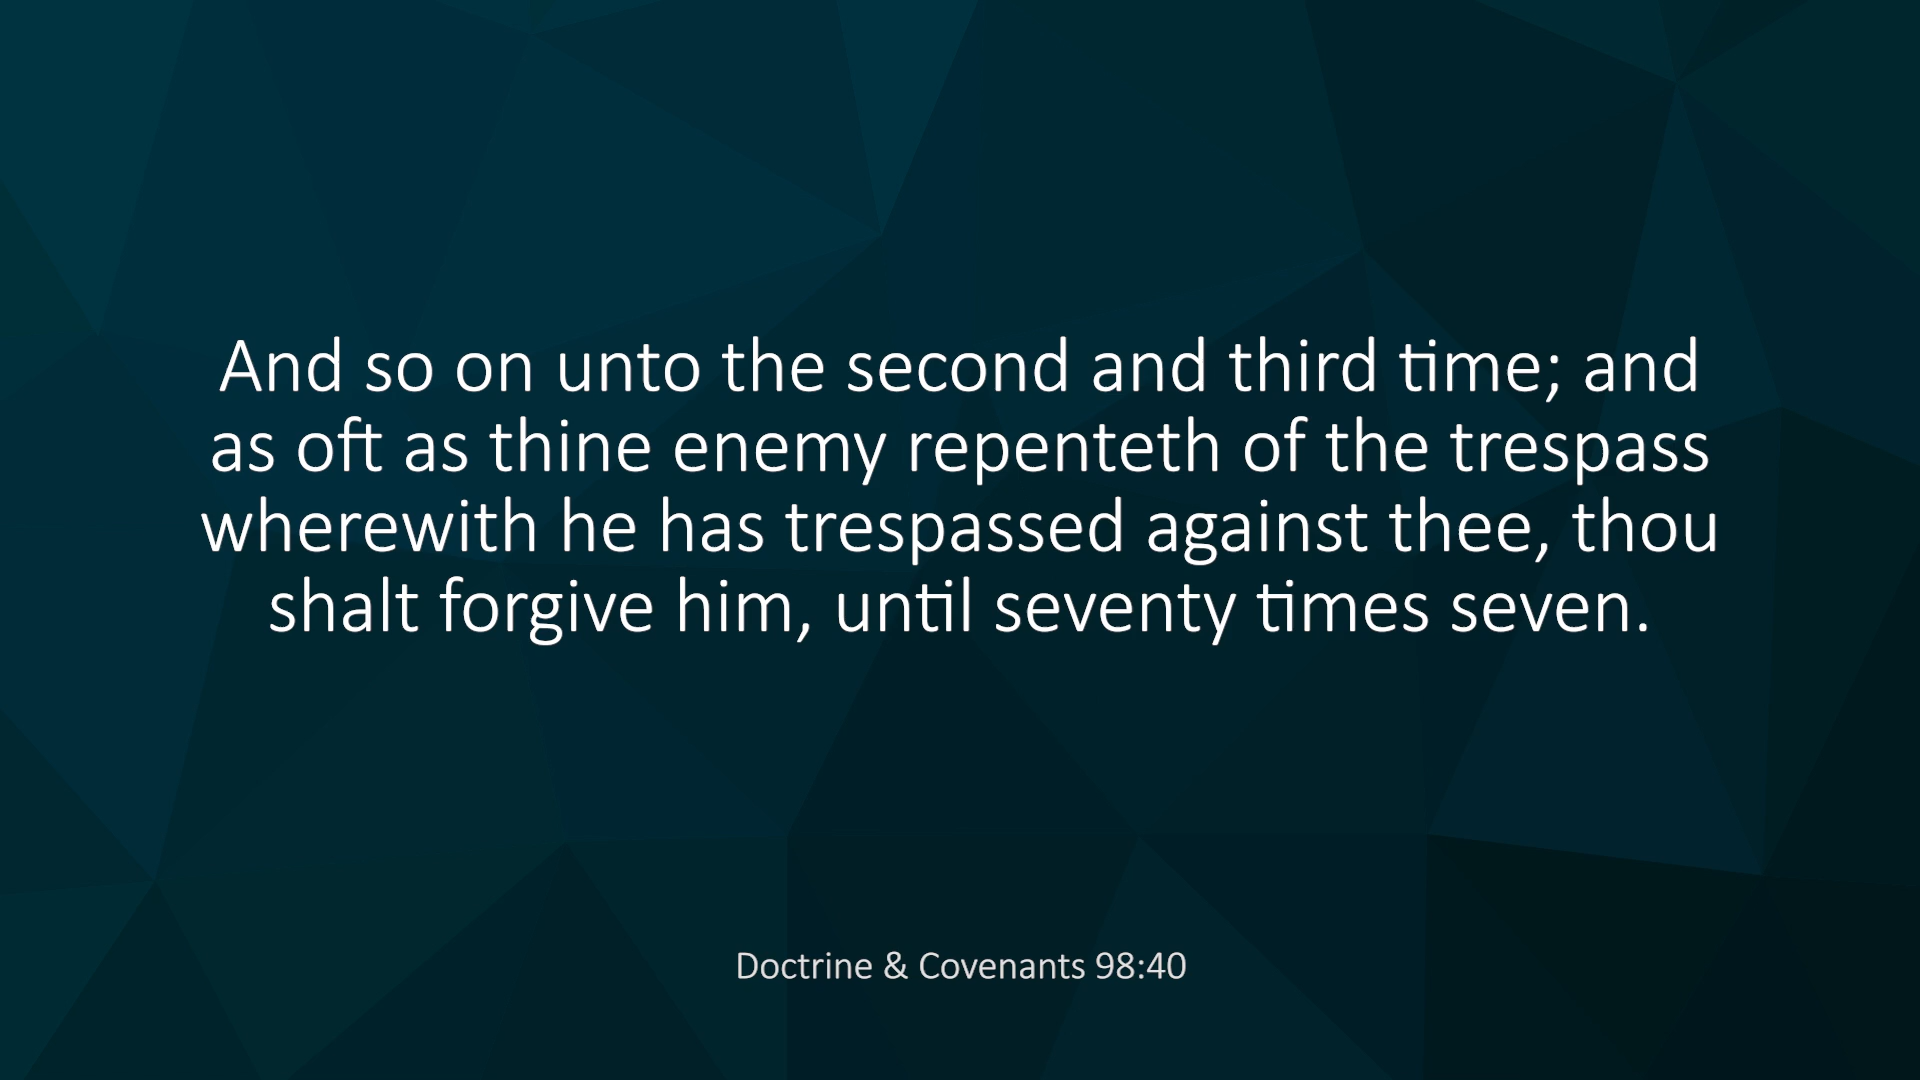 And so on unto the second and third time; and
as oft as thine enemy repenteth of the trespass
wherewith he has trespassed against thee, thou
shalt forgive him, until seventy times seven.
Doctrine & Covenants 98:40